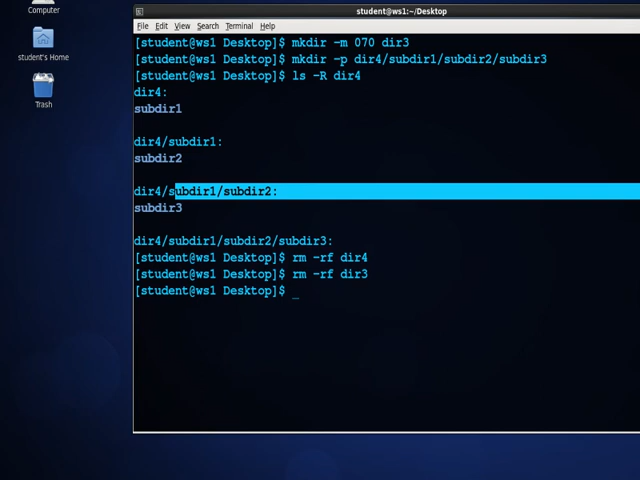 Computer
student's Home
Trash
student@ws1:~/Desktop
File Edit View Search Terminal Help
[student@ws1 Desktop]$ mkdir -m 070 dir3
[student@ws1 Desktop]$ mkdir -p dir4/subdir1/subdir2/subdir3
[student@ws1 Desktop]$ ls -R dir4
dir4:
subdir1
dir4/subdir1:
subdir2
dir4/subdir1/subdir2:
subdir3
dir4/subdir1/subdir2/subdir3:
[student@ws1 Desktop]$ rm -rf dir4
[student@ws1 Desktop]$ rm -rf dir3
[student@ws1 Desktop]$ _